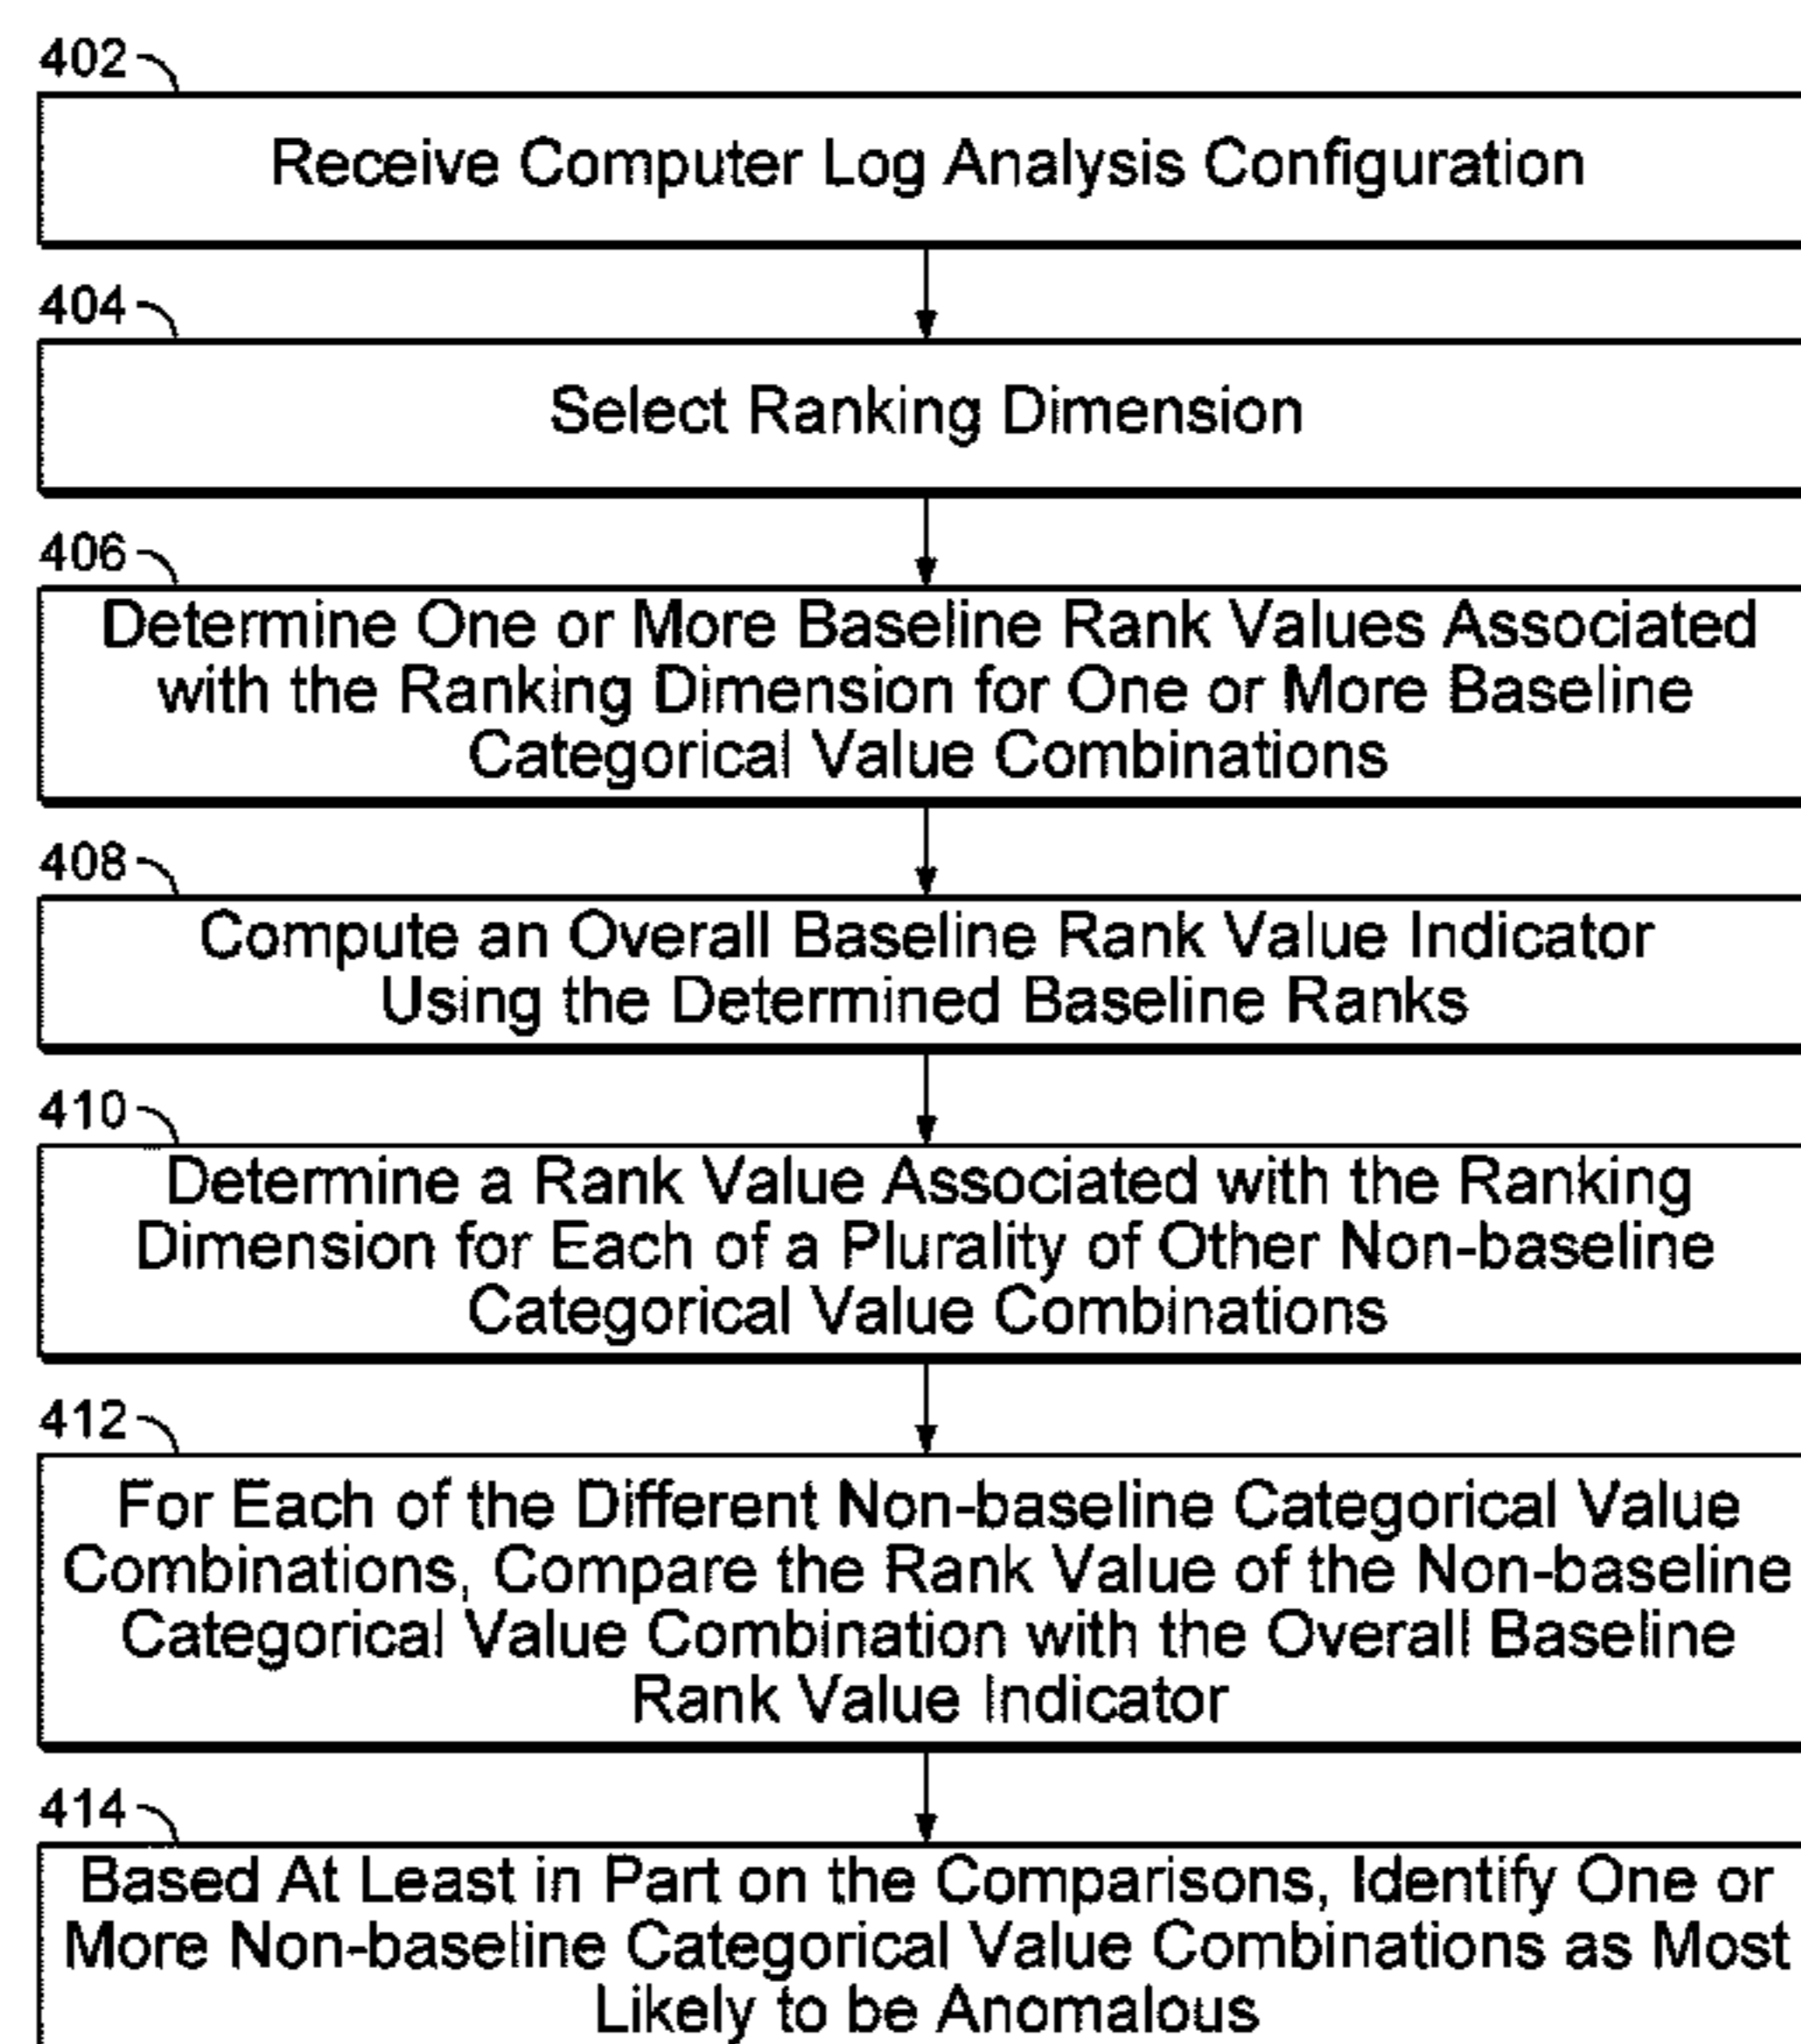 402
Receive Computer Log Analysis Configuration
404
Select Ranking Dimension
406
Determine One or More Baseline Rank Values Associated
with the Ranking Dimension for One or More Baseline
Categorical Value Combinations
408
Compute an Overall Baseline Rank Value Indicator
Using the Determined Baseline Ranks
410
Determine a Rank Value Associated with the Ranking
Dimension for Each of a Plurality of Other Non-baseline
Categorical Value Combinations
412
For Each of the Different Non-baseline Categorical Value
Combinations, Compare the Rank Value of the Non-baseline
Categorical Value Combination with the Overall Baseline
Rank Value Indicator
414
Based At Least in Part on the Comparisons, Identify One or
More Non-baseline Categorical Value Combinations as Most
Likely to be Anomalous